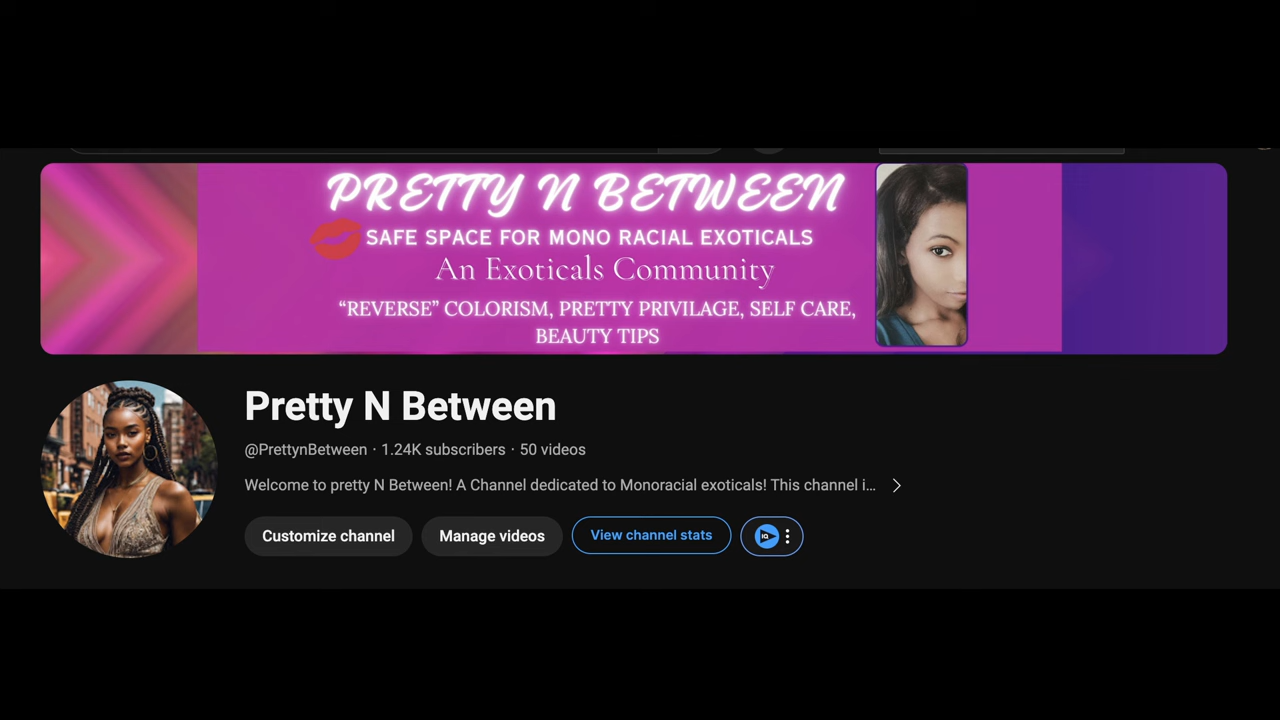 PRETTY N BETWEEN
SAFE SPACE FOR MONO RACIAL EXOTICALS
An Exoticals Community
“REVERSE” COLORISM, PRETTY PRIVILAGE, SELF CARE,
BEAUTY TIPS
Pretty N Between
@PrettynBetween · 1.24K subscribers · 50 videos
Welcome to pretty N Between! A Channel dedicated to Monoracial exoticals! This channel i...
Customize channel
Manage videos
View channel stats
IQ